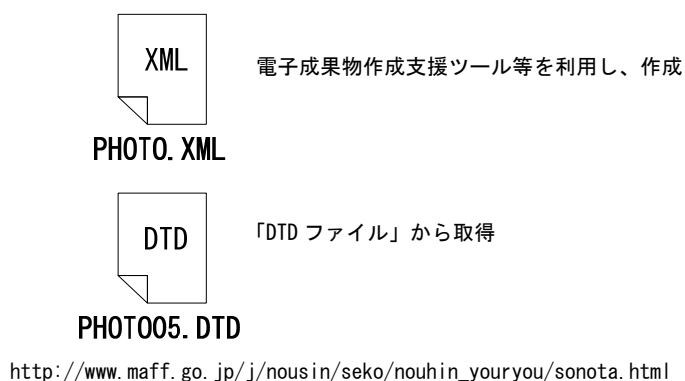 XML
電子成果物作成支援ツール等を利用し、作成
PHOTO.XML
DTD
「DTD ファイル」から取得
PHOTO05.DTD
http://www.maff.go.jp/j/nousin/seko/nouhin_youryou/sonota.html